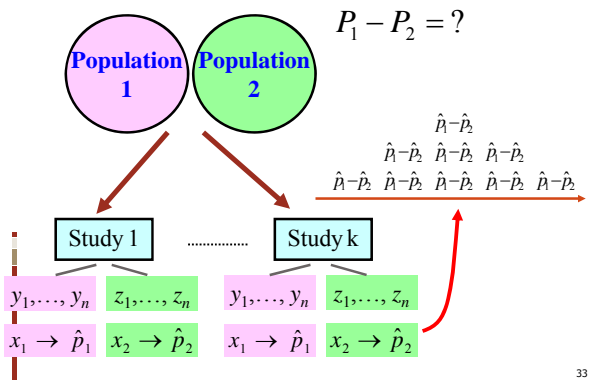 P₁ − P₂ = ?
Population 1
Population 2
p̂₁−p̂₂
p̂₁−p̂₂ p̂₁−p̂₂ p̂₁−p̂₂
p̂₁−p̂₂ p̂₁−p̂₂ p̂₁−p̂₂ p̂₁−p̂₂ p̂₁−p̂₂
Study 1 ................ Study k
y₁,…, yₙ z₁,…, zₙ y₁,…, yₙ z₁,…, zₙ
x₁ → p̂₁ x₂ → p̂₂ x₁ → p̂₁ x₂ → p̂₂
33